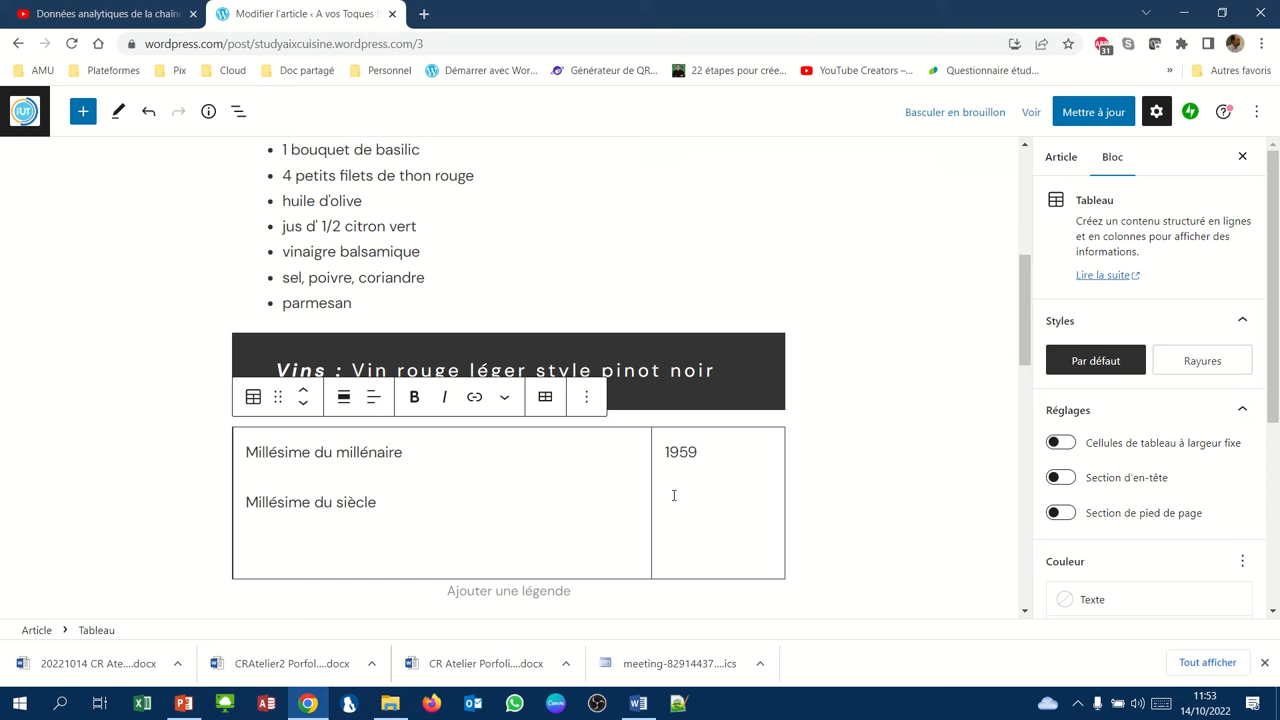 Données analytiques de la chaîne
Modifier l'article ‹ A vos Toques
wordpress.com/post/studyaixcuisine.wordpress.com/3
31
AMU
Plateformes
Pix
Cloud
Doc partagé
Personnel
Démarrer avec Wor...
Générateur de QR...
22 étapes pour crée...
YouTube Creators –...
Questionnaire étud...
»
Autres favoris
iUT
Basculer en brouillon
Voir
Mettre à jour
• 1 bouquet de basilic
• 4 petits filets de thon rouge
• huile d'olive
• jus d' 1/2 citron vert
• vinaigre balsamique
• sel, poivre, coriandre
• parmesan
Vins : Vin rouge léger style pinot noir
B I
Millésime du millénaire 1959
Millésime du siècle
Ajouter une légende
Article
Bloc
Tableau
Créez un contenu structuré en lignes
et en colonnes pour afficher des
informations.
Lire la suite
Styles
Par défaut
Rayures
Réglages
Cellules de tableau à largeur fixe
Section d'en-tête
Section de pied de page
Couleur
Texte
Article > Tableau
20221014 CR Ate....docx
CRAtelier2 Porfol....docx
CR Atelier Porfoli....docx
meeting-82914437....ics
Tout afficher
11:53
14/10/2022